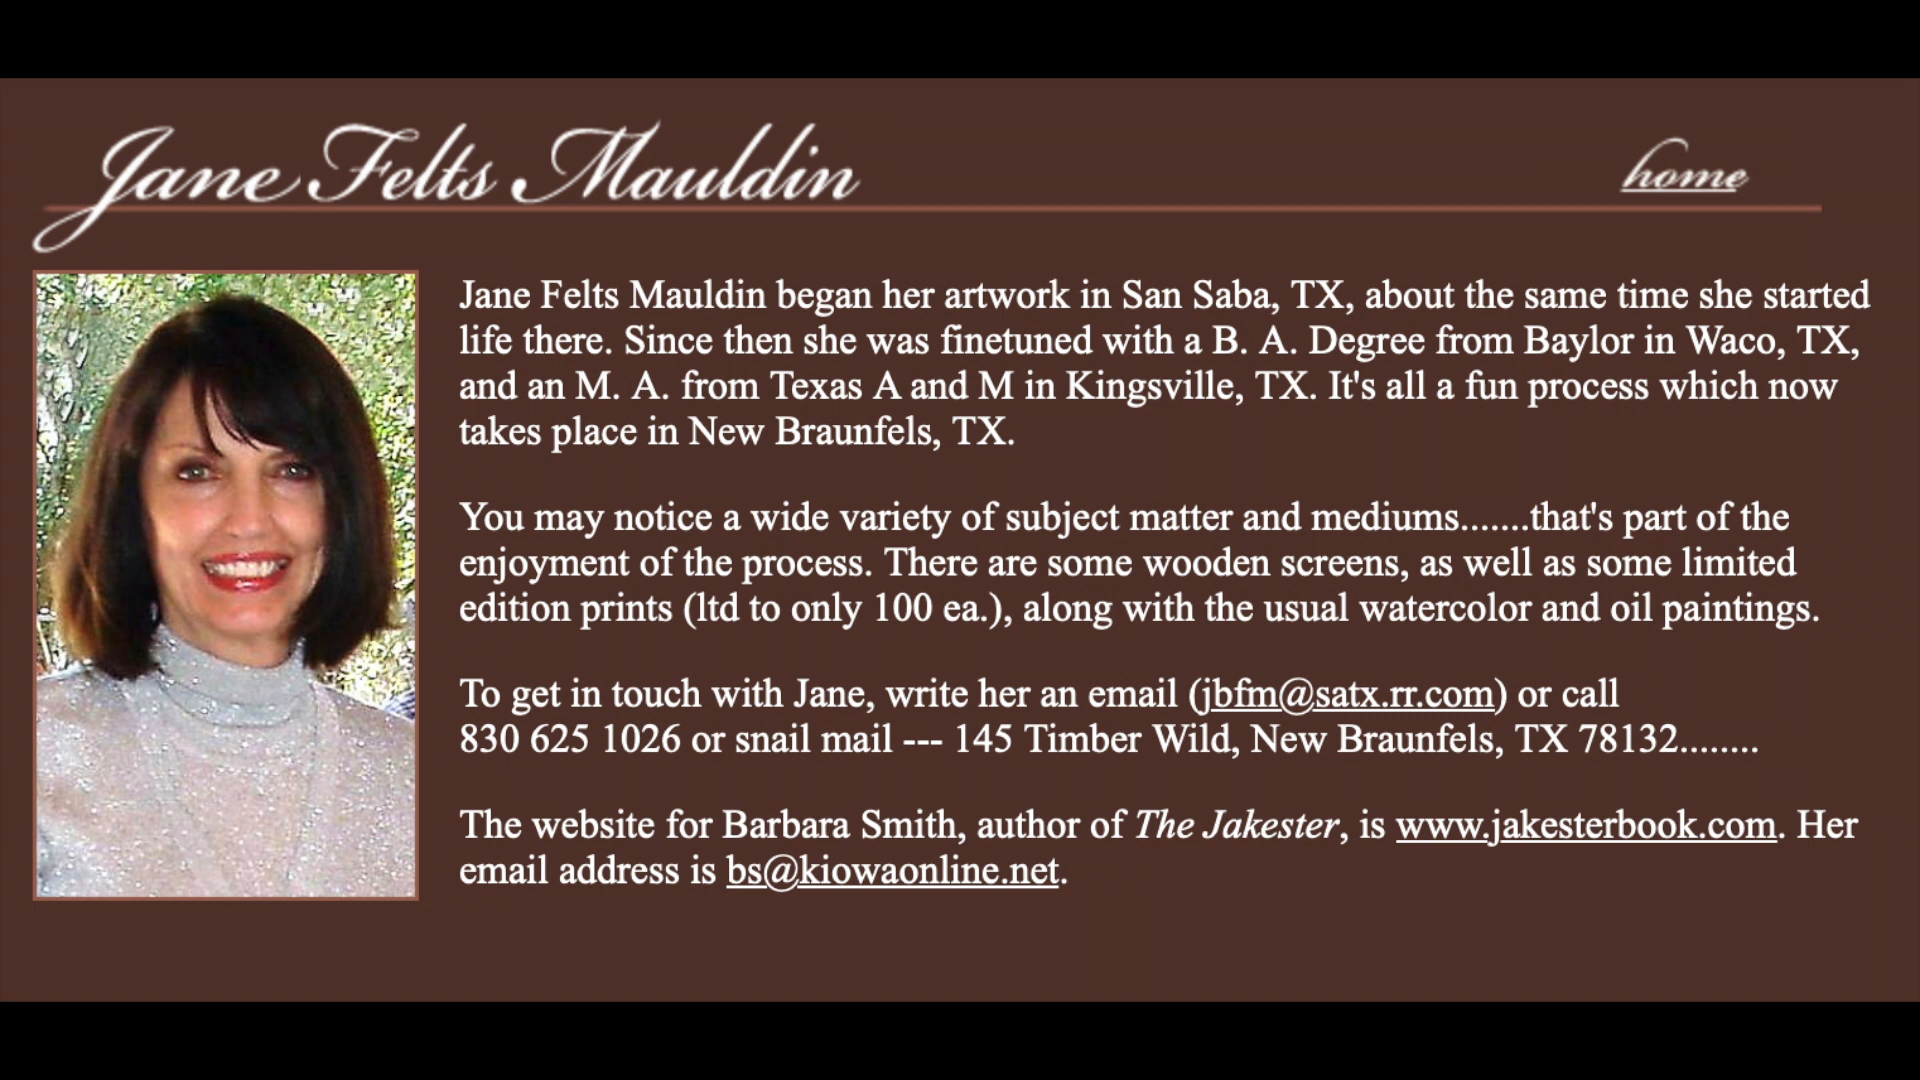 Jane Felts Mauldin
home
Jane Felts Mauldin began her artwork in San Saba, TX, about the same time she started
life there. Since then she was finetuned with a B. A. Degree from Baylor in Waco, TX,
and an M. A. from Texas A and M in Kingsville, TX. It's all a fun process which now
takes place in New Braunfels, TX.
You may notice a wide variety of subject matter and mediums.......that's part of the
enjoyment of the process. There are some wooden screens, as well as some limited
edition prints (ltd to only 100 ea.), along with the usual watercolor and oil paintings.
To get in touch with Jane, write her an email (jbfm@satx.rr.com) or call
830 625 1026 or snail mail --- 145 Timber Wild, New Braunfels, TX 78132........
The website for Barbara Smith, author of The Jakester, is www.jakesterbook.com. Her
email address is bs@kiowaonline.net.